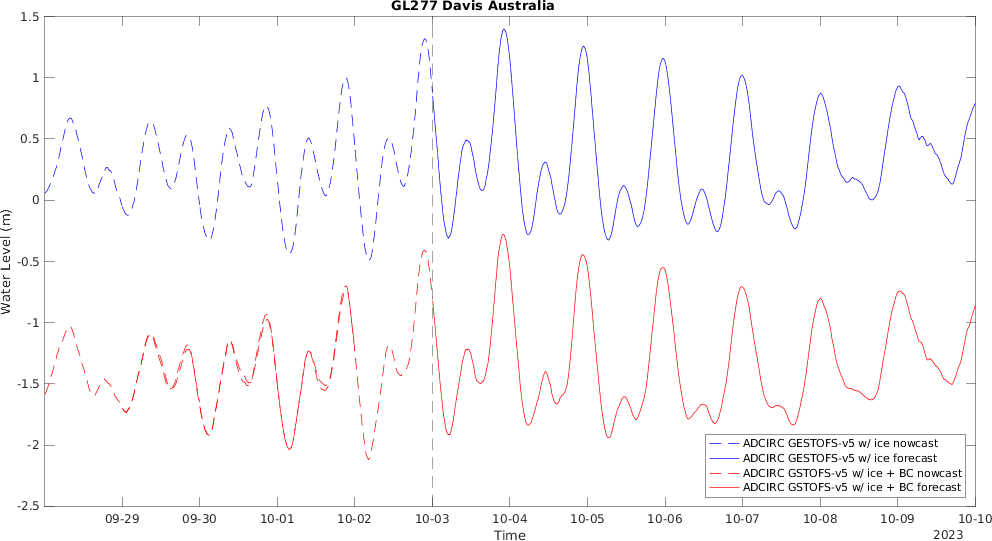 GL277 Davis Australia
1.5
1
0.5
0
-0.5
-1
-1.5
-2
-2.5
Water Level (m)
ADCIRC GESTOFS-v5 w/ ice nowcast
ADCIRC GESTOFS-v5 w/ ice forecast
ADCIRC GSTOFS-v5 w/ ice + BC nowcast
ADCIRC GSTOFS-v5 w/ ice + BC forecast
09-29 09-30 10-01 10-02 10-03 10-04 10-05 10-06 10-07 10-08 10-09 10-10
Time
2023